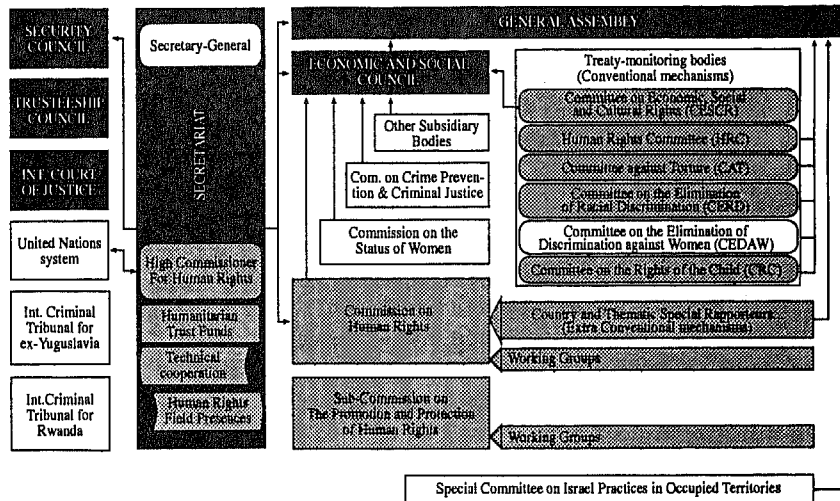 GENERAL ASSEMBLY
SECURITY
COUNCIL
TRUSTEESHIP
COUNCIL
INT. COURT
OF JUSTICE
United Nations
system
Int. Criminal
Tribunal for
ex-Yuguslavia
Int.Criminal
Tribunal for
Rwanda
Secretary-General
SECRETARIAT
High Commissioner
For Human Rights
Humanitarian
Trust Funds
Technical
cooperation
Human Rights
Field Presences
ECONOMIC AND SOCIAL
COUNCIL
Other Subsidiary
Bodies
Com. on Crime Preven-
tion & Criminal Justice
Commission on the
Status of Women
Commission on
Human Rights
Sub-Commission on
The Promotion and Protection
of Human Rights
Treaty-monitoring bodies
(Conventional mechanisms)
Committee on Economic, Social
and Cultural Rights (CESCR)
Human Rights Committee (HRC)
Committee against Torture (CAT)
Committee on the Elimination
of Racial Discrimination (CERD)
Committee on the Elimination of
Discrimination against Women (CEDAW)
Committee on the Rights of the Child (CRC)
Country and Thematic Special Rapporteurs...
(Extra Conventional mechanisms)
Working Groups
Working Groups
Special Committee on Israel Practices in Occupied Territories